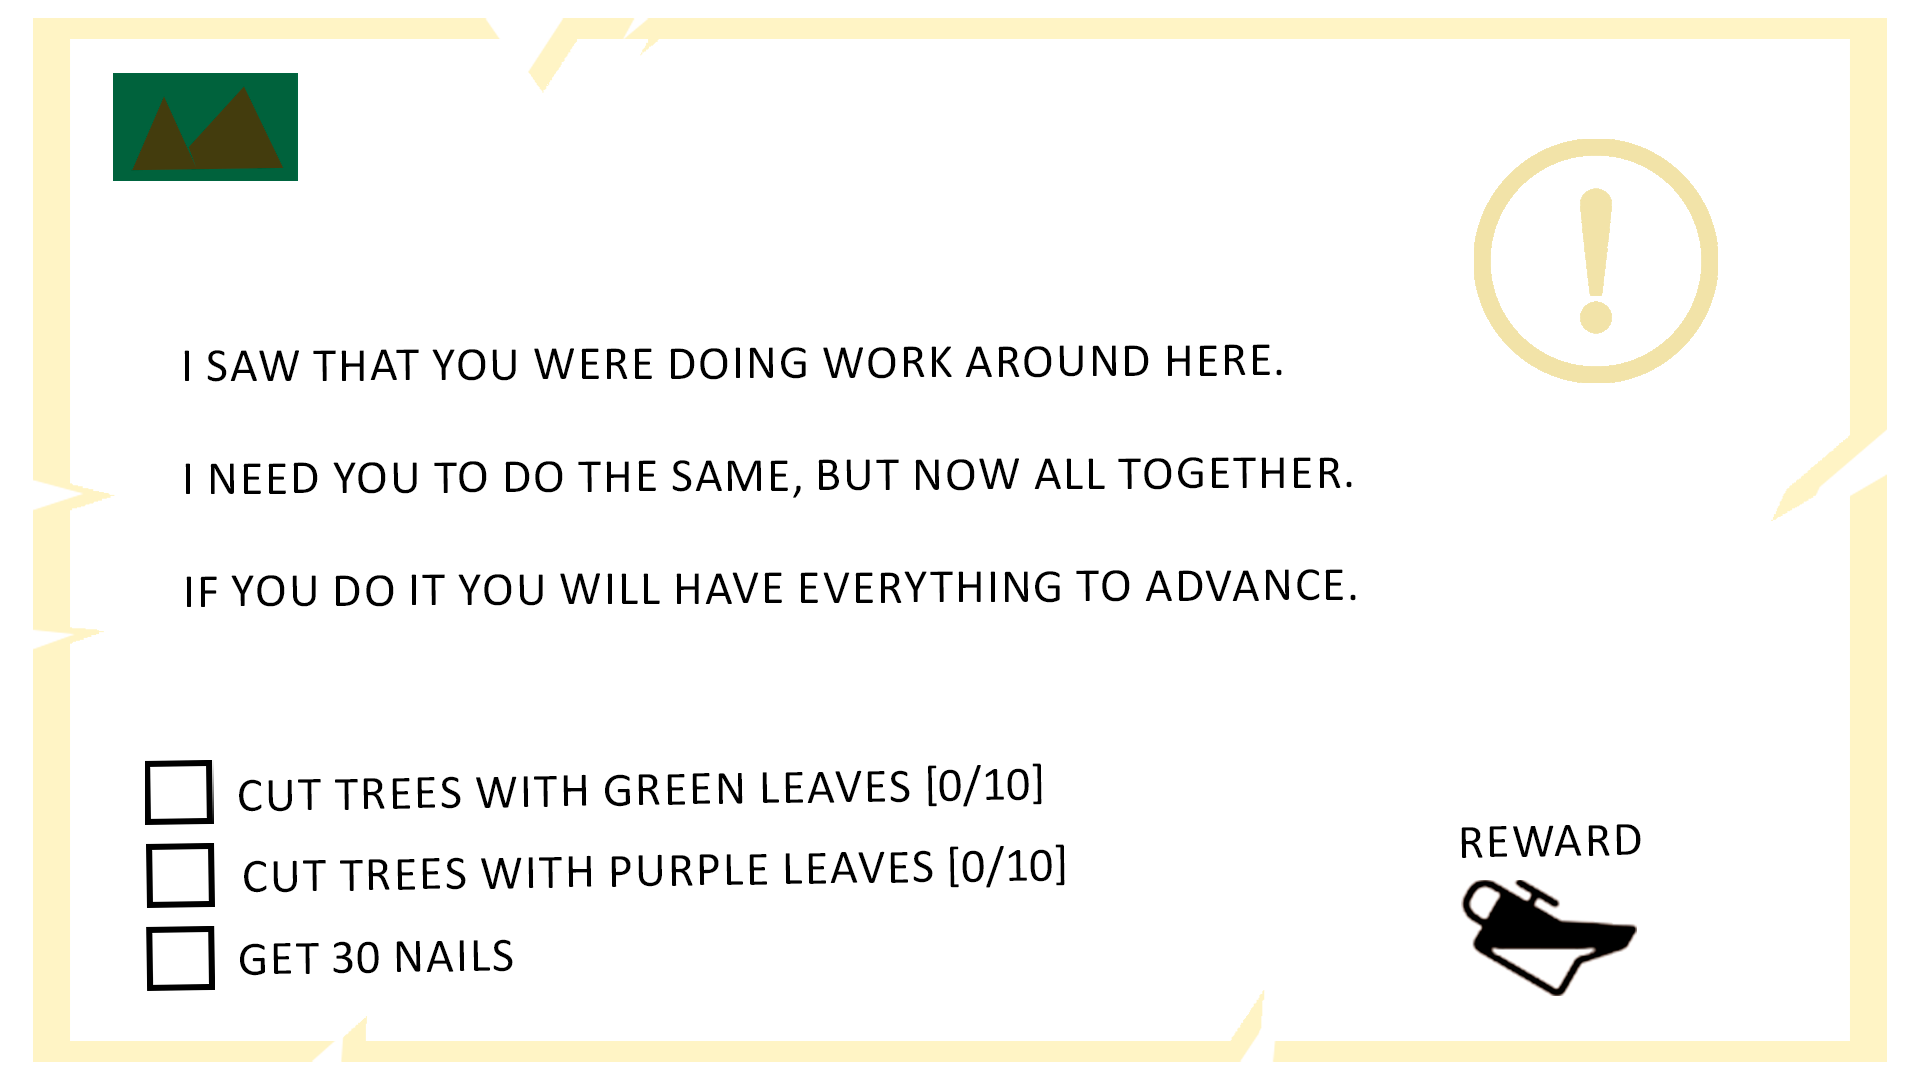 I SAW THAT YOU WERE DOING WORK AROUND HERE.
I NEED YOU TO DO THE SAME, BUT NOW ALL TOGETHER.
IF YOU DO IT YOU WILL HAVE EVERYTHING TO ADVANCE.
CUT TREES WITH GREEN LEAVES [0/10]
CUT TREES WITH PURPLE LEAVES [0/10]
GET 30 NAILS
REWARD